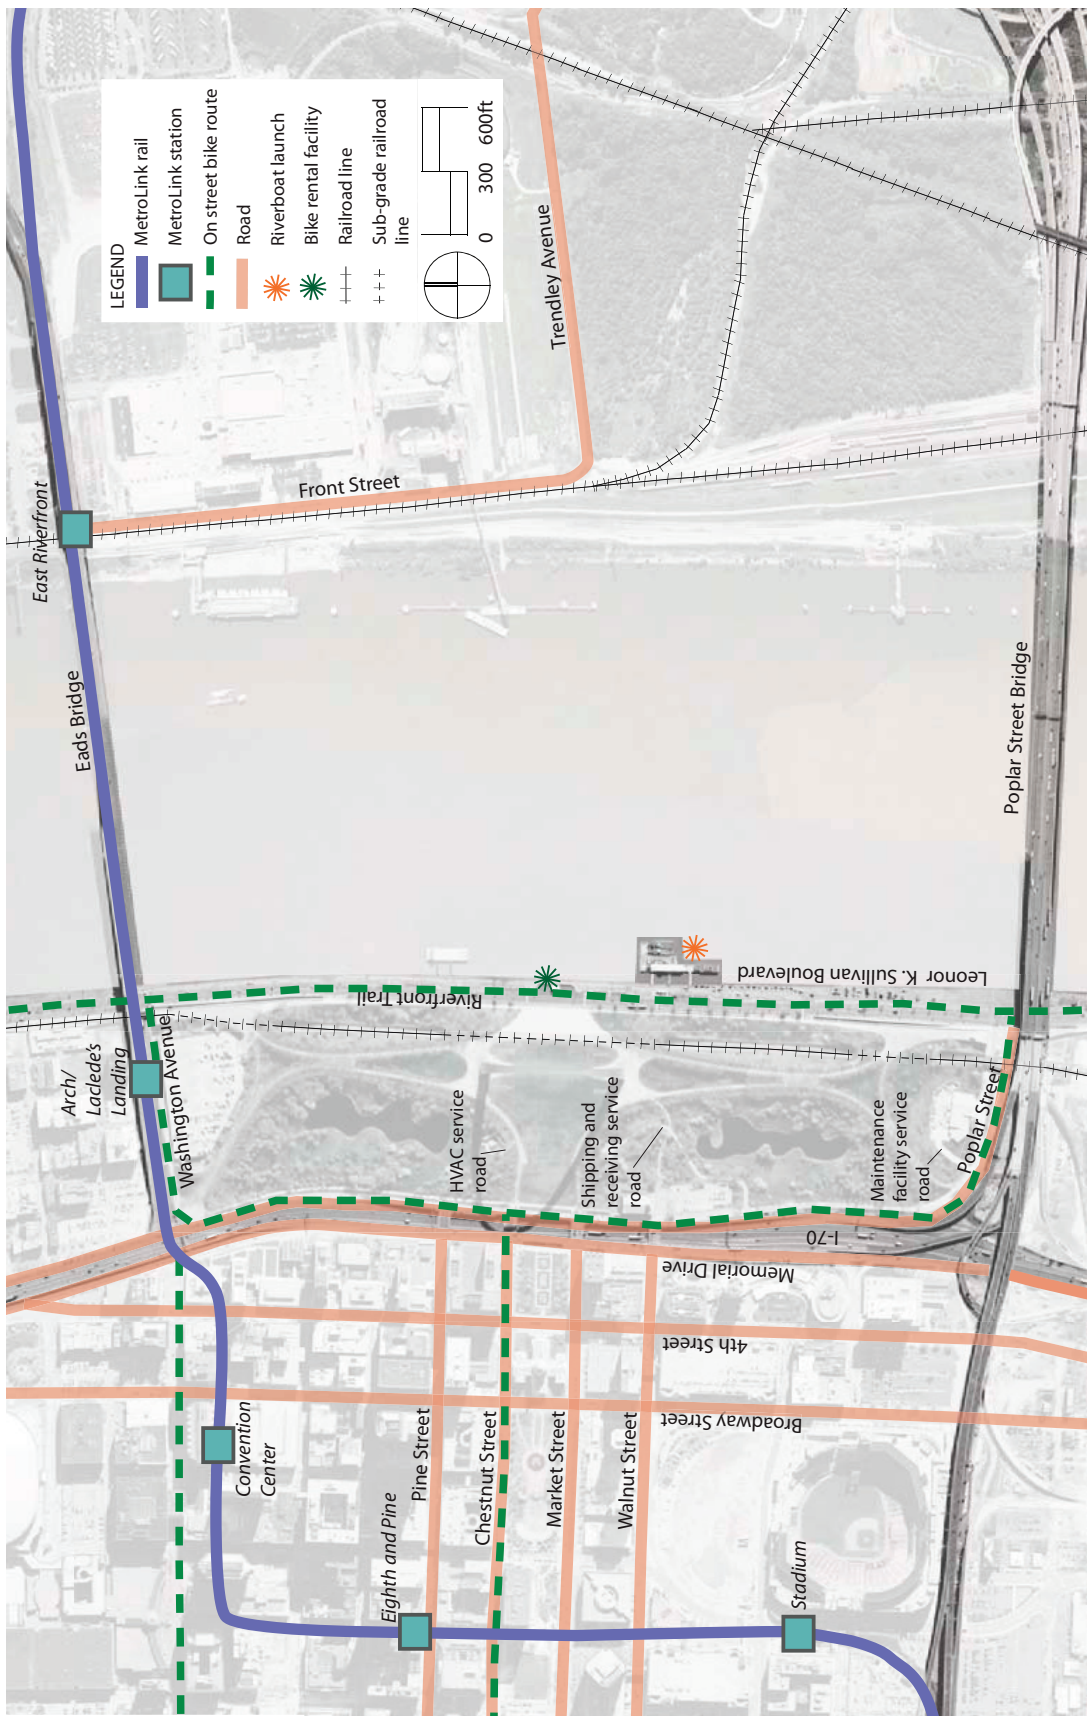 LEGEND
MetroLink rail
MetroLink station
On street bike route
Road
Riverboat launch
Bike rental facility
Railroad line
Sub-grade railroad
line
0 300 600ft
East Riverfront
Front Street
Trendley Avenue
Eads Bridge
Poplar Street Bridge
Arch/
Laclede's
Landing
Washington Avenue
Riverfront Trail
Leonor K. Sullivan Boulevard
HVAC service
road
Shipping and
receiving service
road
Maintenance
facility service
road
Poplar Street
I-70
Memorial Drive
4th Street
Broadway Street
Convention
Center
Eighth and Pine
Pine Street
Chestnut Street
Market Street
Walnut Street
Stadium